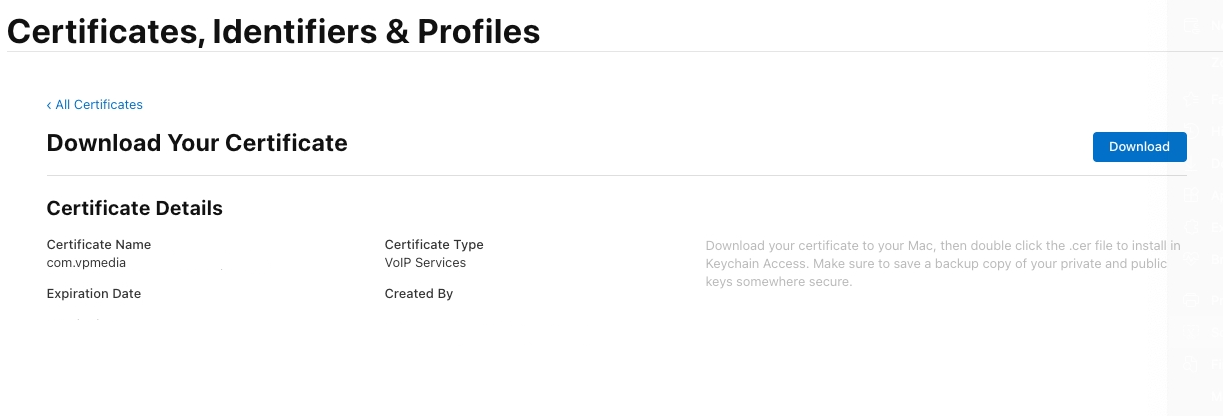 Certificates, Identifiers & Profiles
‹ All Certificates
Download Your Certificate
Download
Certificate Details
Certificate Name
com.vpmedia
Certificate Type
VoIP Services
Download your certificate to your Mac, then double click the .cer file to install in
Keychain Access. Make sure to save a backup copy of your private and public
keys somewhere secure.
Expiration Date
Created By